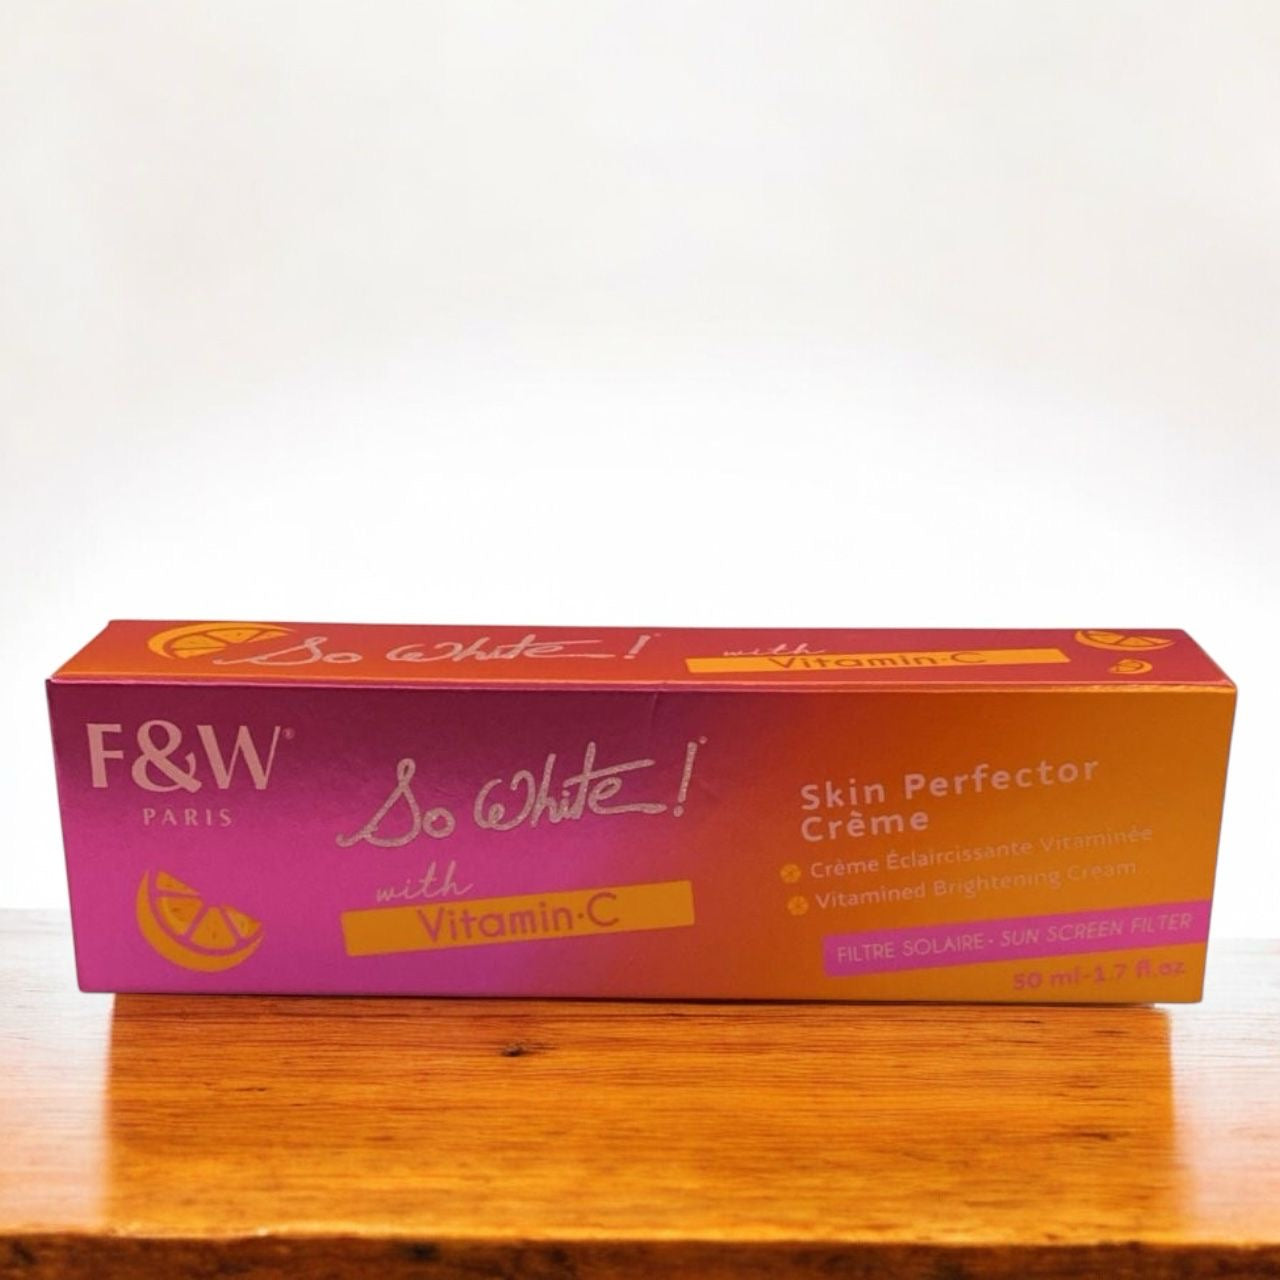 So White!
with
Vitamin·C
F&W®
PARIS
So White!
with
Vitamin·C
Skin Perfector
Crème
Crème Éclaircissante Vitaminée
Vitamined Brightening Cream
FILTRE SOLAIRE · SUN SCREEN FILTER
50 ml-1.7 fl.oz